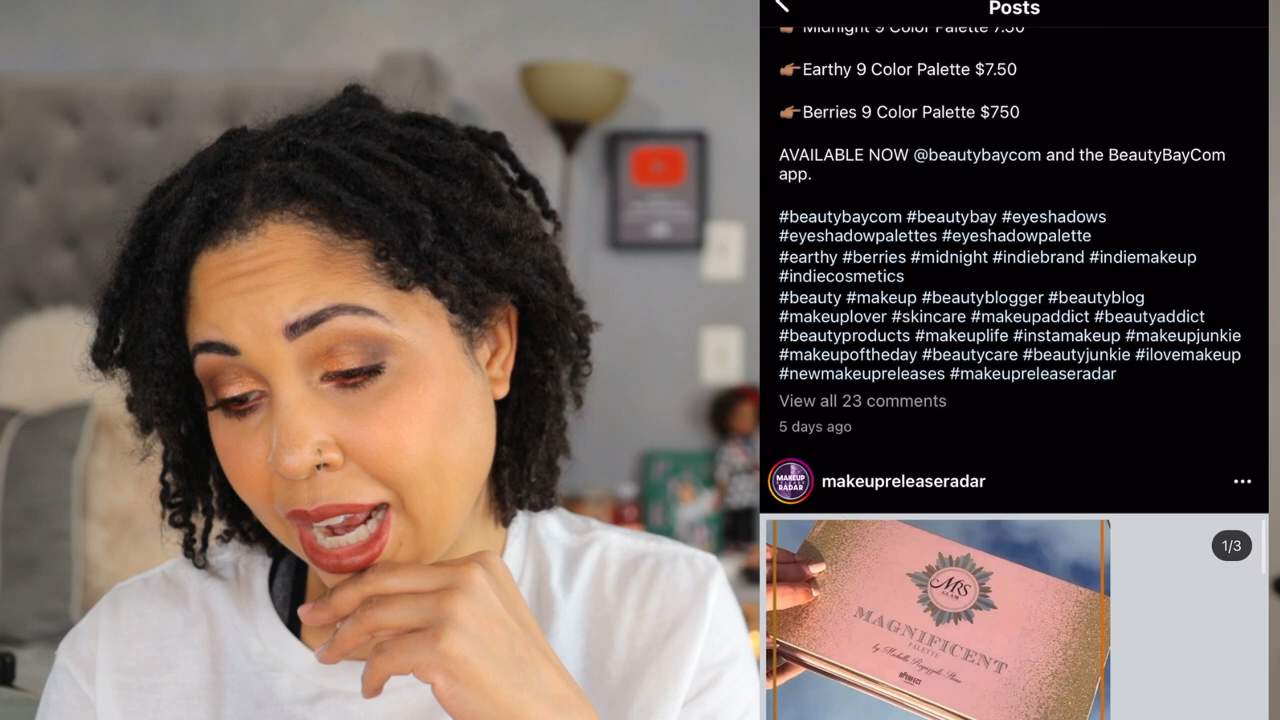 Posts
Midnight 9 Color Palette 7.50
Earthy 9 Color Palette $7.50
Berries 9 Color Palette $750
AVAILABLE NOW @beautybaycom and the BeautyBayCom
app.
#beautybaycom #beautybay #eyeshadows
#eyeshadowpalettes #eyeshadowpalette
#earthy #berries #midnight #indiebrand #indiemakeup
#indiecosmetics
#beauty #makeup #beautyblogger #beautyblog
#makeuplover #skincare #makeupaddict #beautyaddict
#beautyproducts #makeuplife #instamakeup #makeupjunkie
#makeupoftheday #beautycare #beautyjunkie #ilovemakeup
#newmakeupreleases #makeupreleaseradar
View all 23 comments
5 days ago
MAKEUP
RADAR
makeupreleaseradar
1/3
MRS
GLAM
MAGNIFICENT
PALETTE
BPERFECT